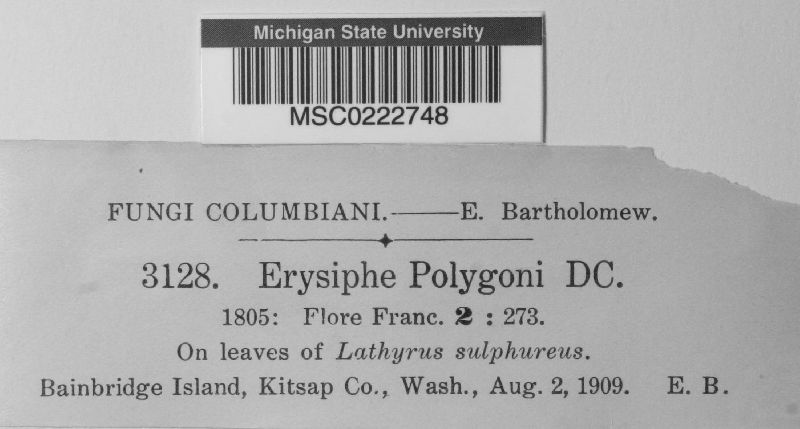 Michigan State University
MSC0222748
FUNGI COLUMBIANI.——E. Bartholomew.
3128. Erysiphe Polygoni DC.
1805: Flore Franc. 2 : 273.
On leaves of Lathyrus sulphureus.
Bainbridge Island, Kitsap Co., Wash., Aug. 2, 1909. E. B.